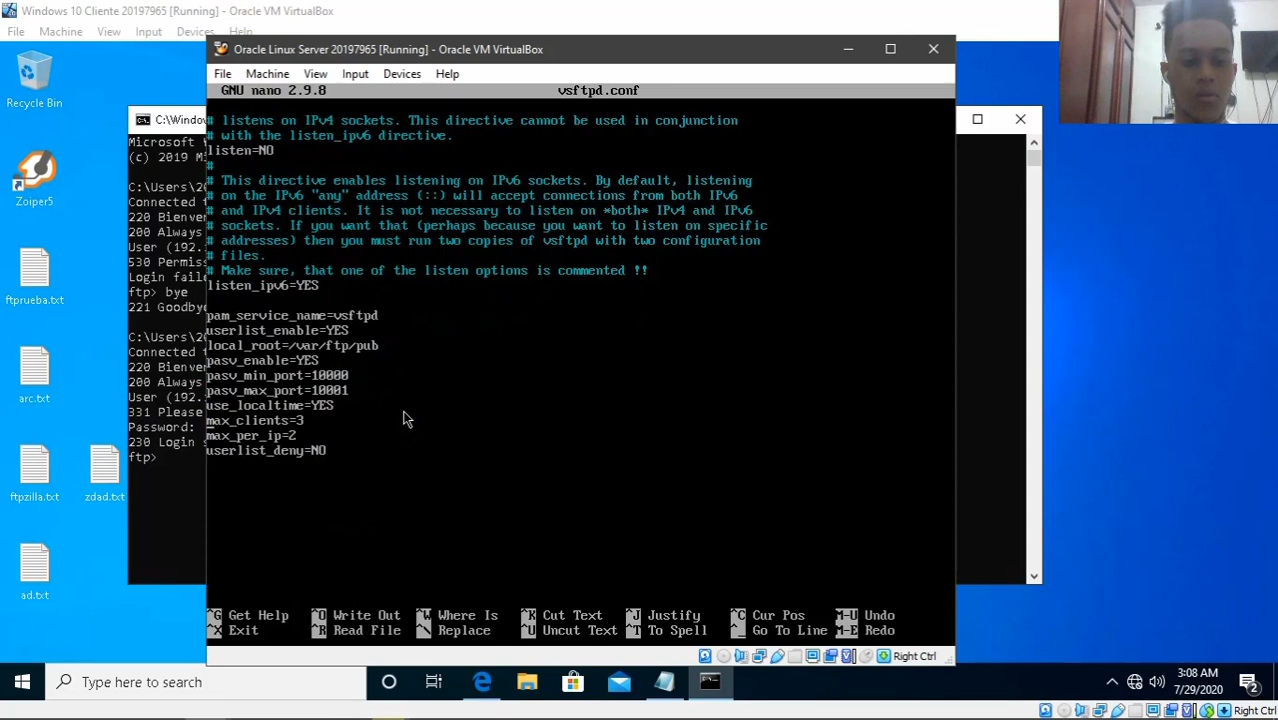 Windows 10 Cliente 20197965 [Running] - Oracle VM VirtualBox
File Machine View Input Devices Help
Oracle Linux Server 20197965 [Running] - Oracle VM VirtualBox
File Machine View Input Devices Help
GNU nano 2.9.8 vsftpd.conf
# listens on IPv4 sockets. This directive cannot be used in conjunction
# with the listen_ipv6 directive.
listen=NO
#
# This directive enables listening on IPv6 sockets. By default, listening
# on the IPv6 "any" address (::) will accept connections from both IPv6
# and IPv4 clients. It is not necessary to listen on *both* IPv4 and IPv6
# sockets. If you want that (perhaps because you want to listen on specific
# addresses) then you must run two copies of vsftpd with two configuration
# files.
# Make sure, that one of the listen options is commented !!
listen_ipv6=YES
pam_service_name=vsftpd
userlist_enable=YES
local_root=/var/ftp/pub
pasv_enable=YES
pasv_min_port=10000
pasv_max_port=10001
use_localtime=YES
max_clients=3
max_per_ip=2
userlist_deny=NO
^G Get Help ^O Write Out ^W Where Is ^K Cut Text ^J Justify ^C Cur Pos M-U Undo
^X Exit ^R Read File ^\ Replace ^U Uncut Text ^T To Spell ^_ Go To Line M-E Redo
Right Ctrl
C:\Windo
Microsoft
(c) 2019 Mi
C:\Users\20
Connected t
220 Bienven
200 Always
User (192.
530 Permis
Login faile
ftp> bye
221 Goodbye
C:\Users\20
Connected t
220 Bienven
200 Always
User (192.
331 Please
Password:
230 Login s
ftp>
Recycle Bin
Zoiper5
ftprueba.txt
arc.txt
ftpzilla.txt
zdad.txt
ad.txt
Type here to search
3:08 AM
7/29/2020
2
Right Ctrl